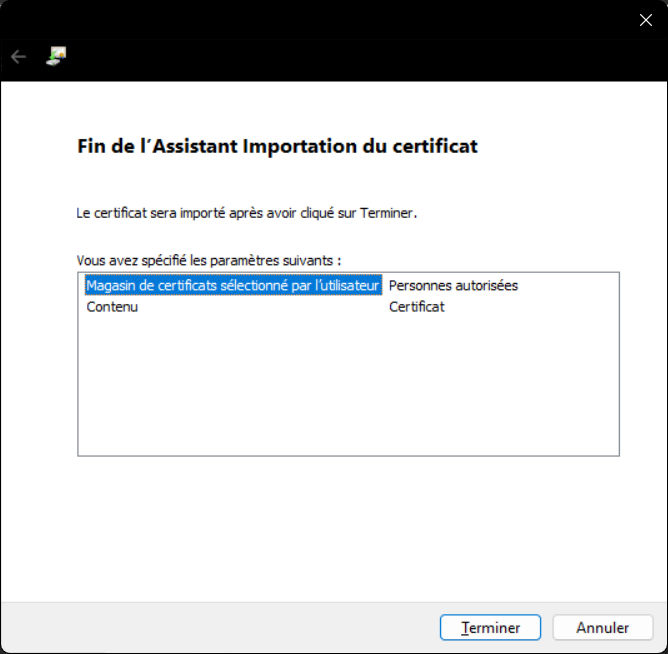 Fin de l'Assistant Importation du certificat
Le certificat sera importé après avoir cliqué sur Terminer.
Vous avez spécifié les paramètres suivants :
Magasin de certificats sélectionné par l'utilisateur Personnes autorisées
Contenu Certificat
Terminer Annuler